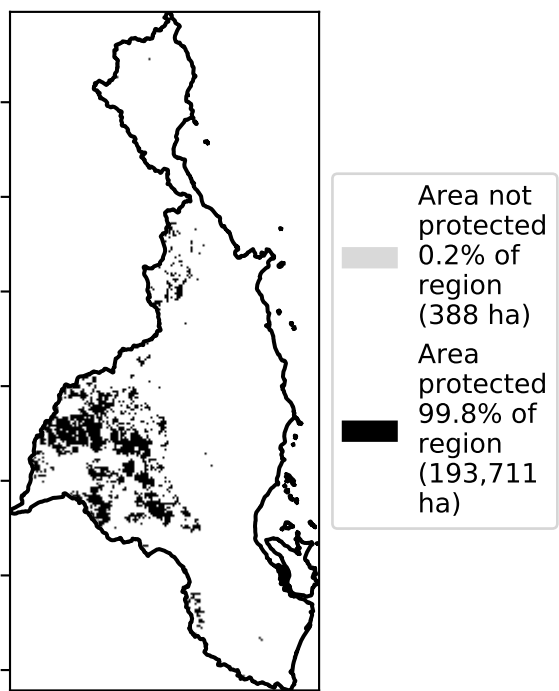 Area not
protected
0.2% of
region
(388 ha)
Area
protected
99.8% of
region
(193,711
ha)